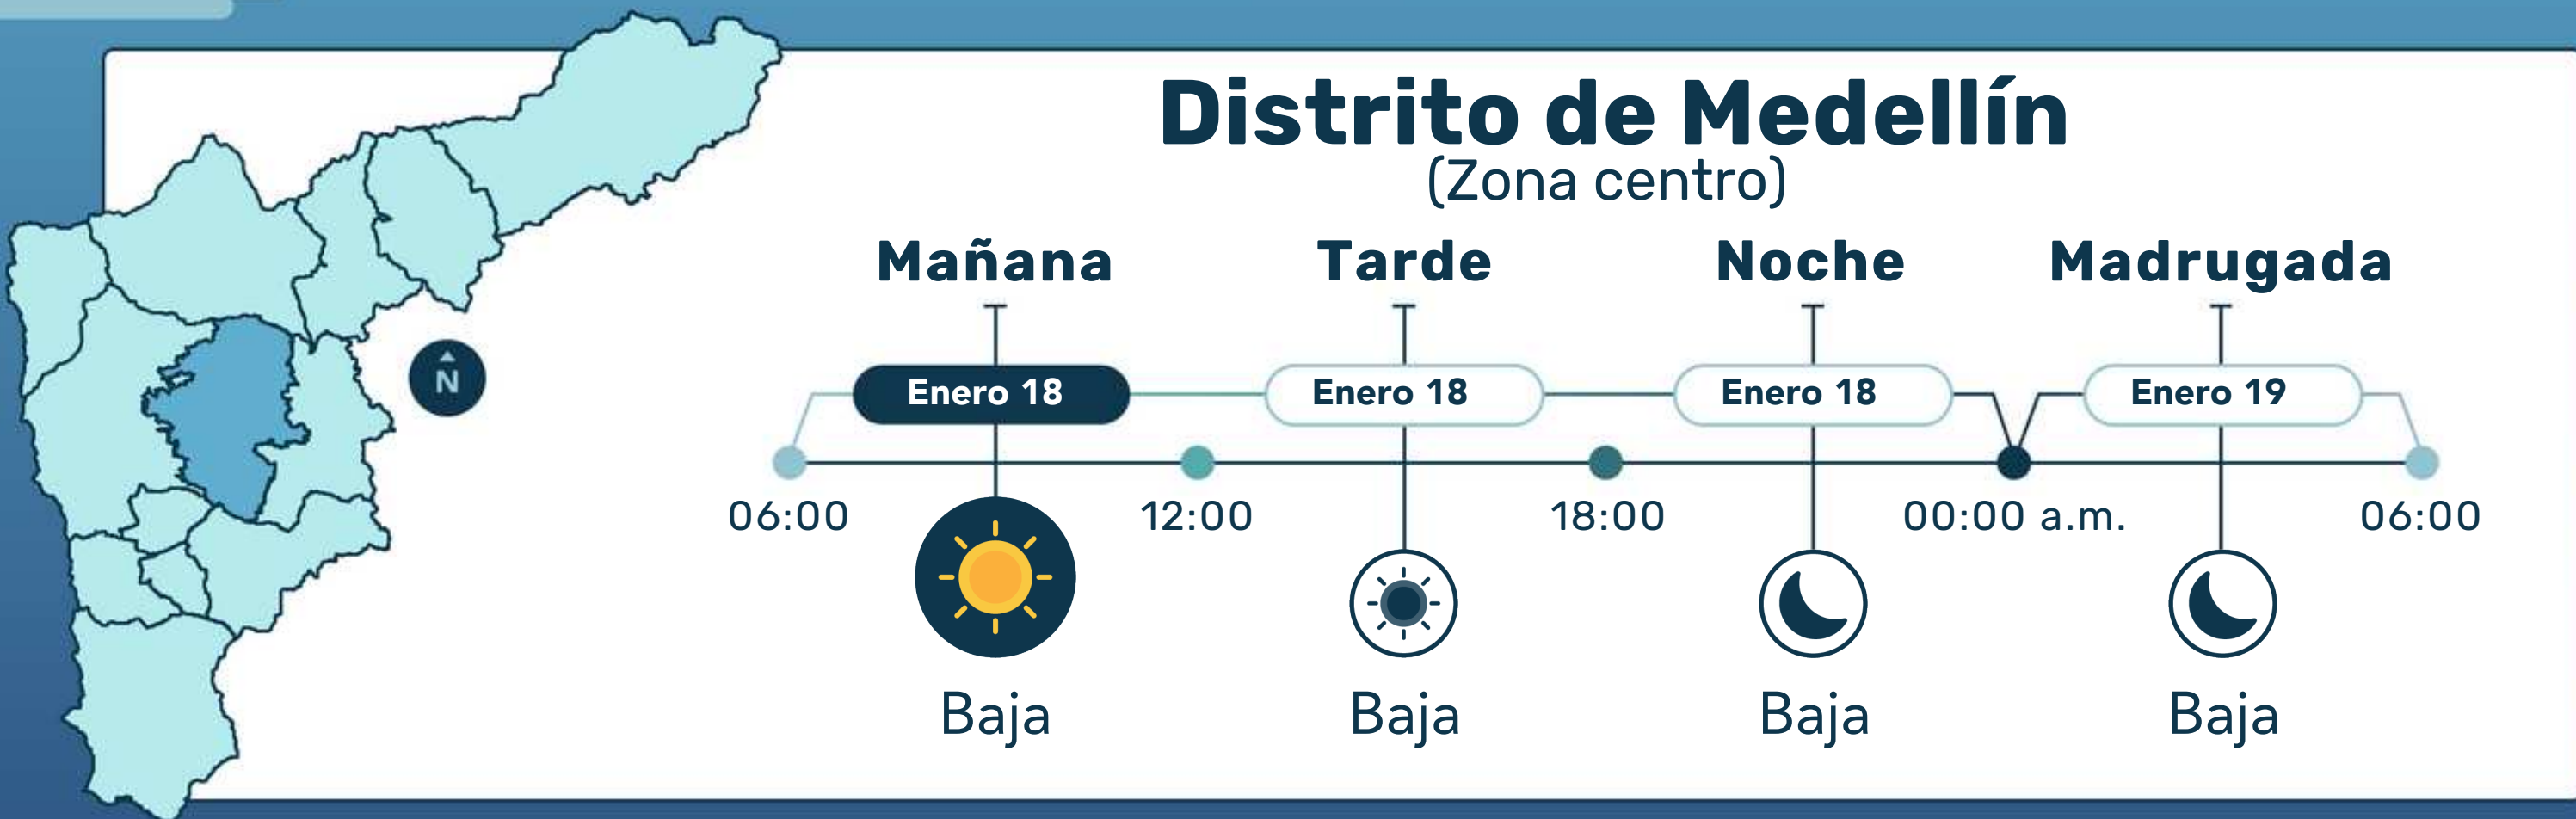 Distrito de Medellín
(Zona centro)
Mañana Tarde Noche Madrugada
Enero 18 Enero 18 Enero 18 Enero 19
N
06:00 12:00 18:00 00:00 a.m. 06:00
Baja Baja Baja Baja